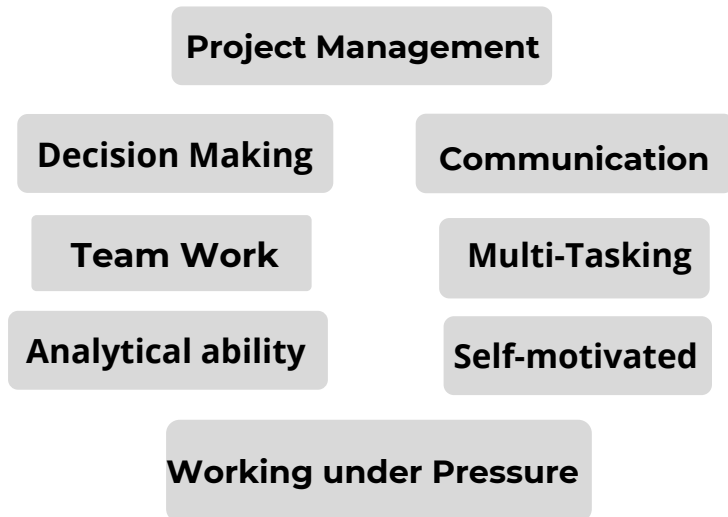 Project Management
Decision Making
Communication
Team Work
Multi-Tasking
Analytical ability
Self-motivated
Working under Pressure